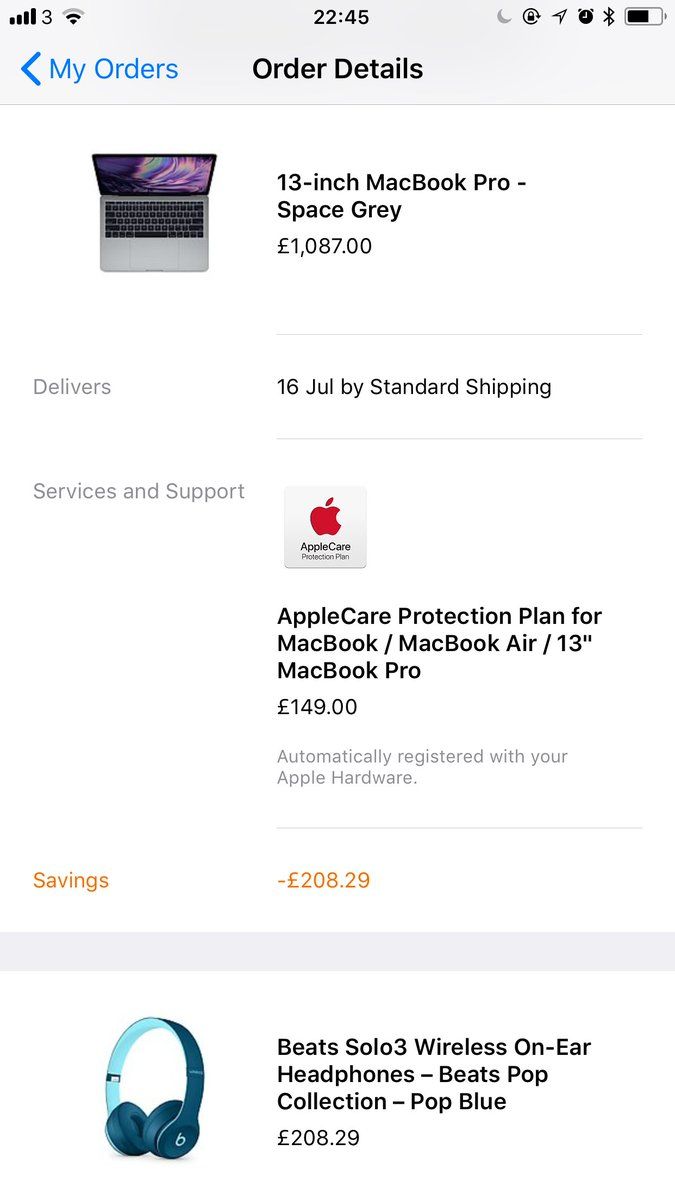 3
22:45
My Orders
Order Details
13-inch MacBook Pro -
Space Grey
£1,087.00
Delivers
16 Jul by Standard Shipping
Services and Support
AppleCare
Protection Plan
AppleCare Protection Plan for
MacBook / MacBook Air / 13"
MacBook Pro
£149.00
Automatically registered with your
Apple Hardware.
Savings
-£208.29
Beats Solo3 Wireless On-Ear
Headphones – Beats Pop
Collection – Pop Blue
£208.29